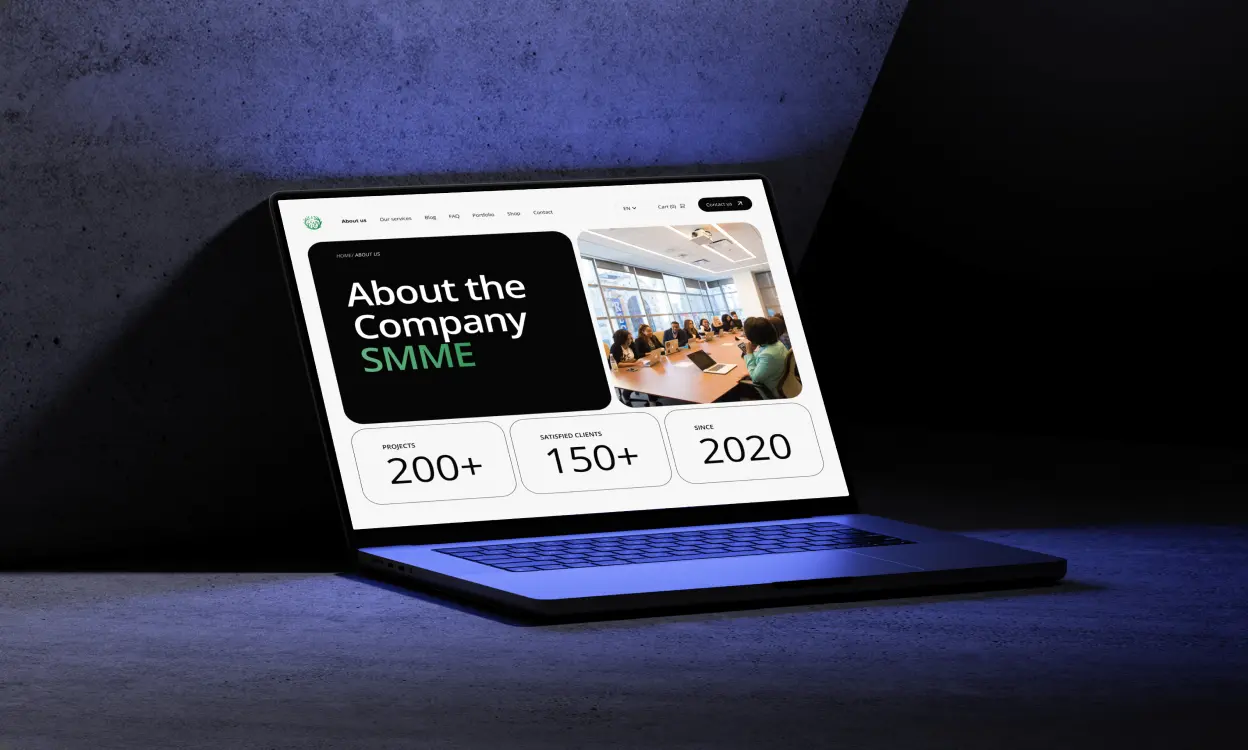 About us Our services Blog FAQ Portfolio Shop Contact EN Cart (0) Contact us
HOME/ ABOUT US
About the
Company
SMME
PROJECTS
200+
SATISFIED CLIENTS
150+
SINCE
2020